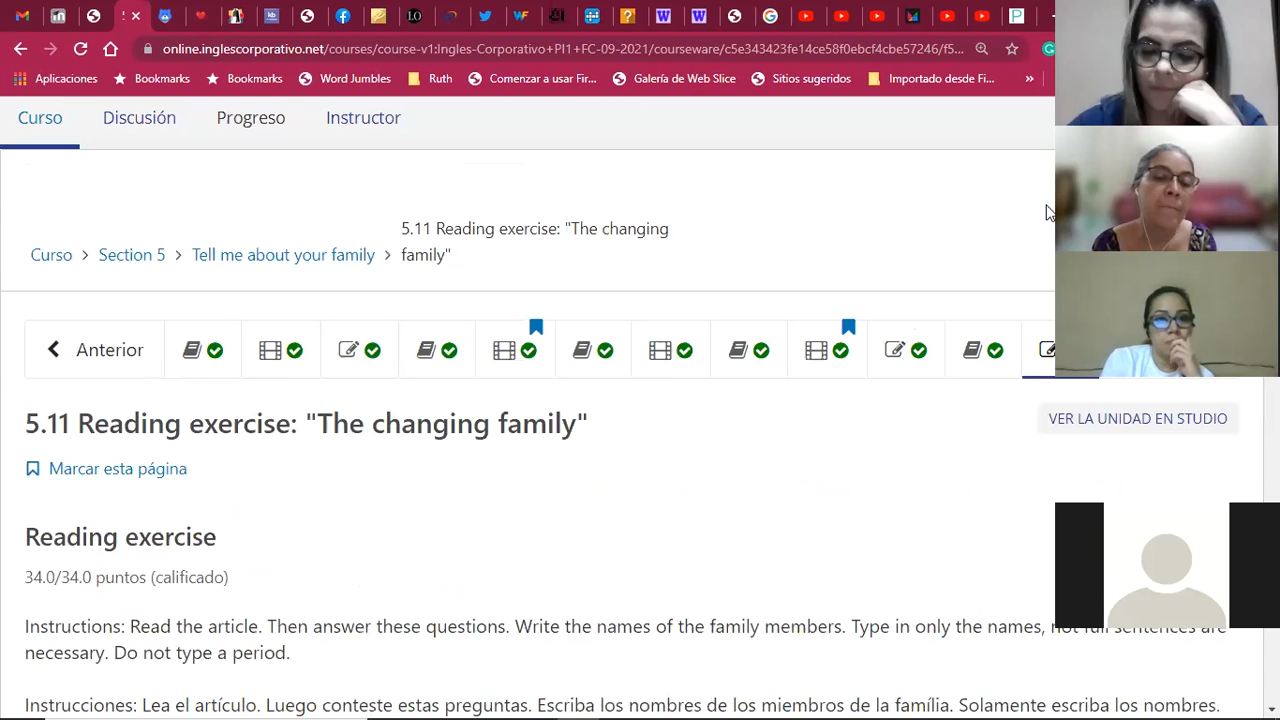 online.inglescorporativo.net/courses/course-v1:Ingles-Corporativo+PI1+FC-09-2021/courseware/c5e343423fe14ce58f0ebcf4cbe57246/f5...
Aplicaciones Bookmarks Bookmarks Word Jumbles Ruth Comenzar a usar Fir... Galería de Web Slice Sitios sugeridos Importado desde Fi... »
Curso Discusión Progreso Instructor
5.11 Reading exercise: "The changing
Curso > Section 5 > Tell me about your family > family"
Anterior
5.11 Reading exercise: "The changing family"
VER LA UNIDAD EN STUDIO
Marcar esta página
Reading exercise
34.0/34.0 puntos (calificado)
Instructions: Read the article. Then answer these questions. Write the names of the family members. Type in only the names, not full sentences are
necessary. Do not type a period.
Instrucciones: Lea el artículo. Luego conteste estas preguntas. Escriba los nombres de los miembros de la família. Solamente escriba los nombres.